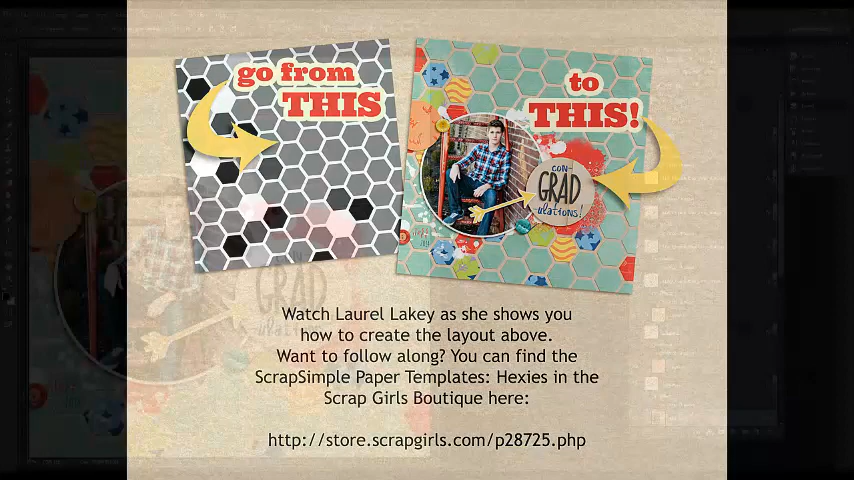 go from
THIS
to
THIS!
CON-
GRAD
ulations!
Watch Laurel Lakey as she shows you
how to create the layout above.
Want to follow along? You can find the
ScrapSimple Paper Templates: Hexies in the
Scrap Girls Boutique here:
http://store.scrapgirls.com/p28725.php